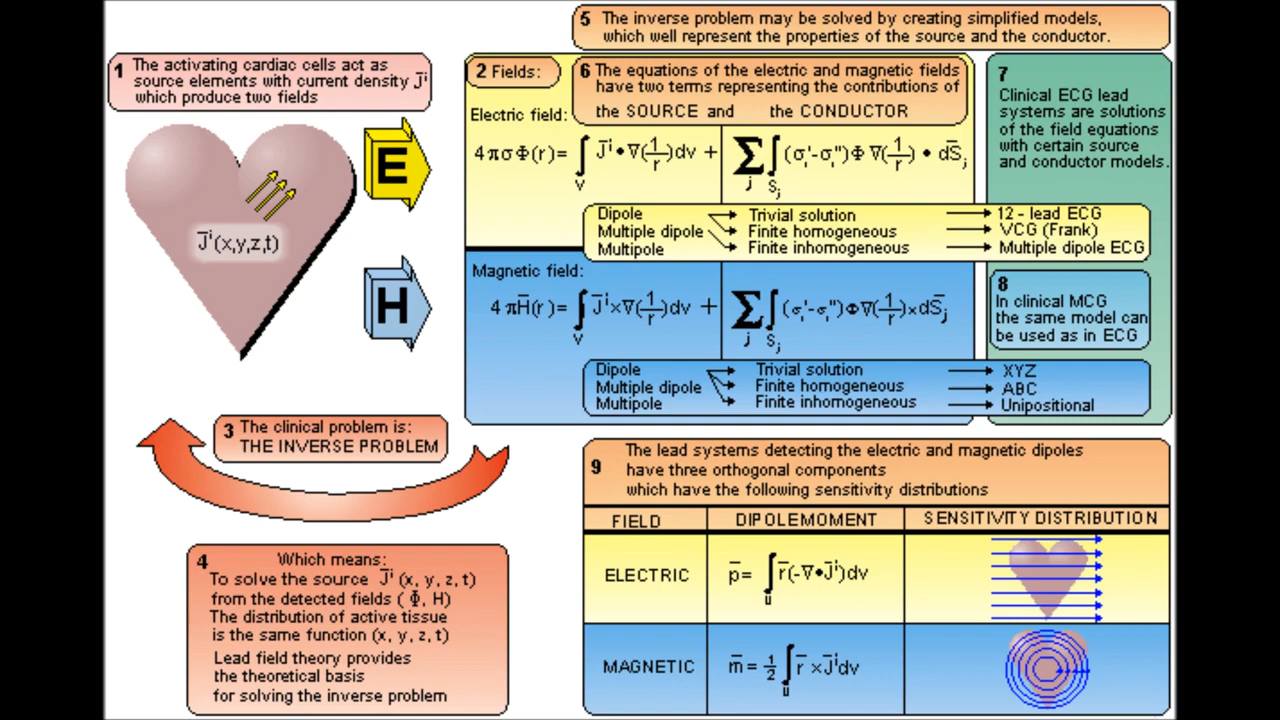 1 The activating cardiac cells act as
source elements with current density J̅ⁱ
which produce two fields
J̅ⁱ(x,y,z,t)
E
H
2 Fields:
5 The inverse problem may be solved by creating simplified models,
which well represent the properties of the source and the conductor.
6 The equations of the electric and magnetic fields
have two terms representing the contributions of
the SOURCE and the CONDUCTOR
Electric field:
4πσΦ(r)= ∫V J̅ⁱ•∇(1/r)dv + ∑j ∫Sj (σ,'-σ,'')Φ ∇(1/r) • dS̅j
Dipole → Trivial solution → 12 - lead ECG
Multiple dipole Finite homogeneous → VCG (Frank)
Multipole Finite inhomogeneous → Multiple dipole ECG
Magnetic field:
4πH̅(r)= ∫V J̅ⁱ×∇(1/r)dv + ∑j ∫Sj (σ,'-σ,'')Φ∇(1/r)×dS̅j
Dipole → Trivial solution → XYZ
Multiple dipole Finite homogeneous → ABC
Multipole Finite inhomogeneous → Unipositional
7
Clinical ECG lead
systems are solutions
of the field equations
with certain source
and conductor models.
8
In clinical MCG
the same model can
be used as in ECG
3 The clinical problem is:
THE INVERSE PROBLEM
4 Which means:
To solve the source J̅ⁱ (x, y, z, t)
from the detected fields ( Φ, H)
The distribution of active tissue
is the same function (x, y, z, t)
Lead field theory provides
the theoretical basis
for solving the inverse problem
9 The lead systems detecting the electric and magnetic dipoles
have three orthogonal components
which have the following sensitivity distributions
FIELD DIPOLEMOMENT SENSITIVITY DISTRIBUTION
ELECTRIC p̅= ∫υ r̅(-∇•J̅ⁱ)dv
MAGNETIC m̅ = 1/2 ∫υ r̅ ×J̅ⁱdv